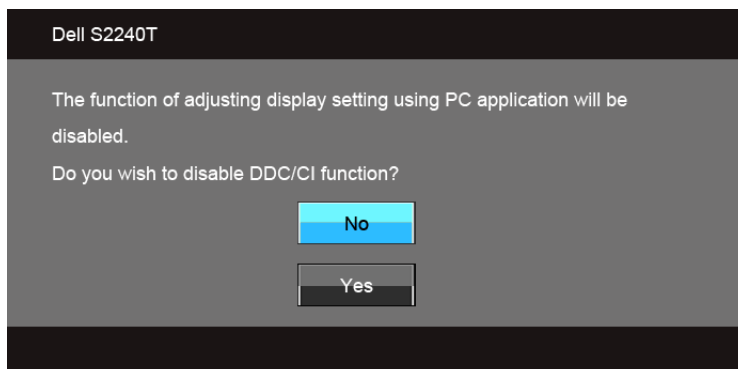 Dell S2240T
The function of adjusting display setting using PC application will be
disabled.
Do you wish to disable DDC/CI function?
No
Yes